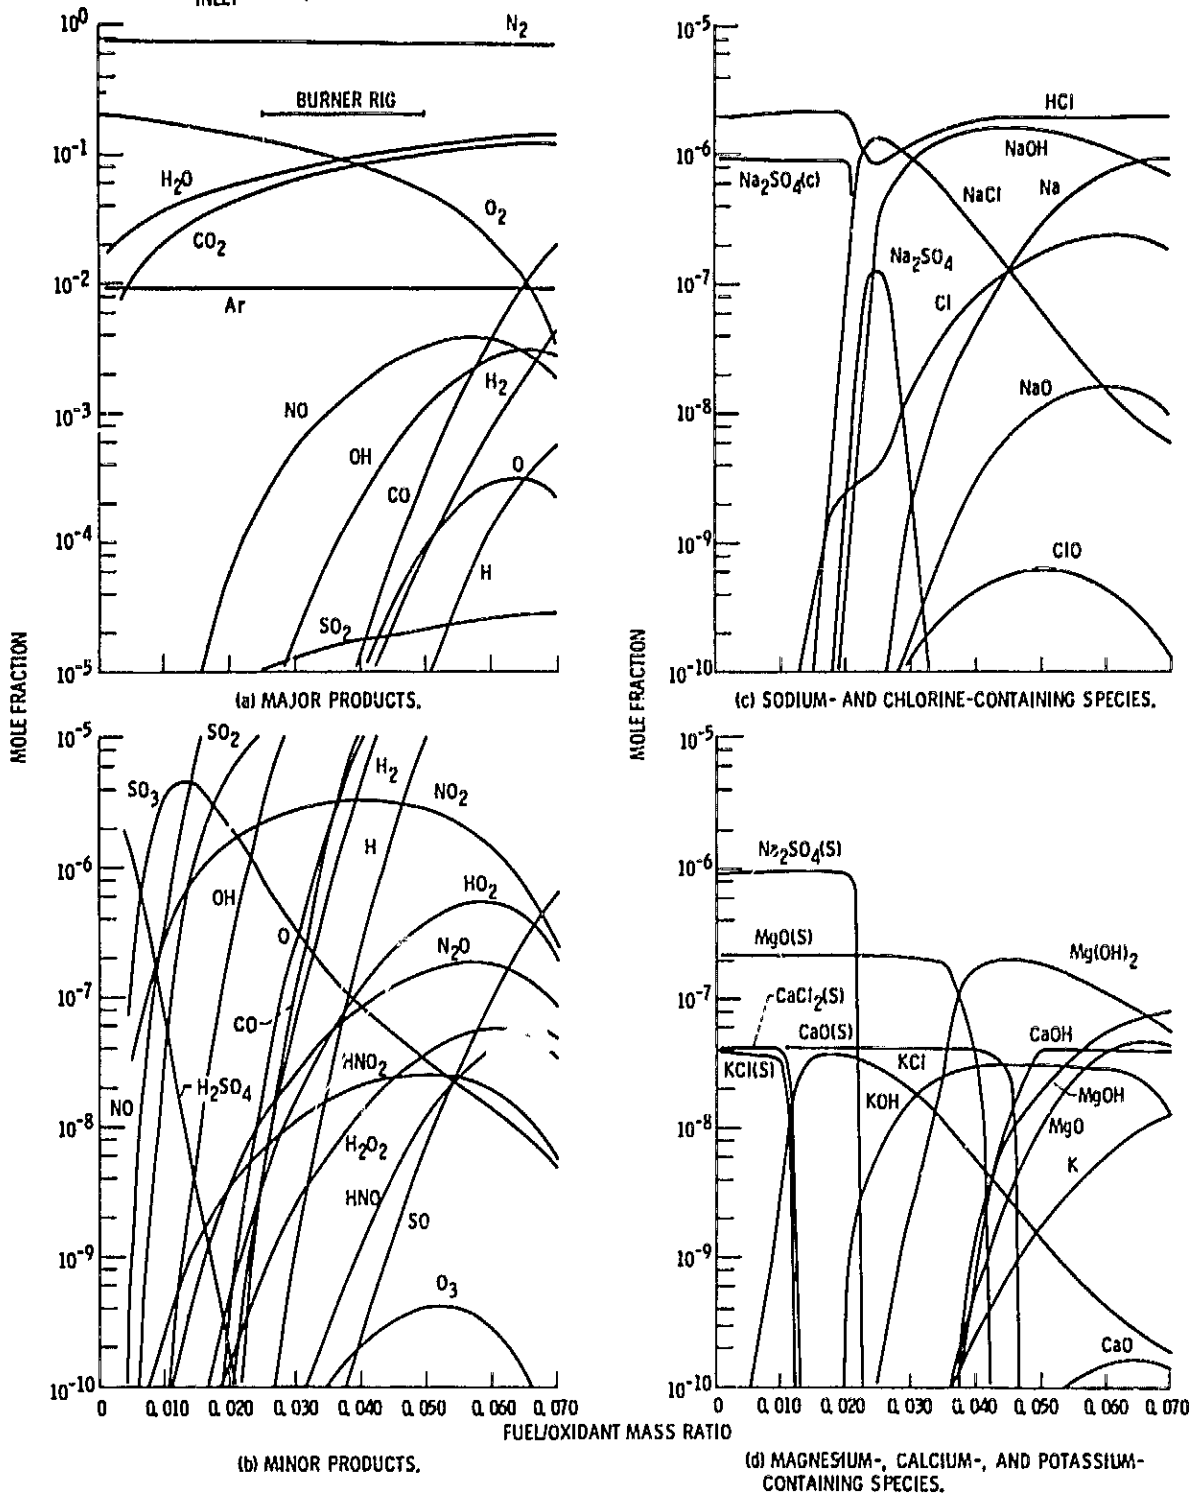 INLET
10⁰
N₂
BURNER RIG
10⁻¹
H₂O
CO₂
O₂
10⁻²
Ar
H₂
10⁻³
NO
OH
CO
O
10⁻⁴
H
SO₂
10⁻⁵
(a) MAJOR PRODUCTS.
MOLE FRACTION
10⁻⁵
HCl
10⁻⁶
NaOH
Na₂SO₄(c)
Na
NaCl
Na₂SO₄
10⁻⁷
Cl
NaO
10⁻⁸
10⁻⁹
ClO
10⁻¹⁰
(c) SODIUM- AND CHLORINE-CONTAINING SPECIES.
MOLE FRACTION
10⁻⁵
SO₂
SO₃
H₂
NO₂
H
10⁻⁶
OH
HO₂
O
N₂O
10⁻⁷
CO
HNO₂
H₂SO₄
NO
10⁻⁸
H₂O₂
HNO
SO
10⁻⁹
O₃
10⁻¹⁰
0 0.010 0.020 0.030 0.040 0.050 0.060 0.070
(b) MINOR PRODUCTS.
10⁻⁵
10⁻⁶
Na₂SO₄(S)
MgO(S)
Mg(OH)₂
10⁻⁷
CaCl₂(S)
CaO(S)
CaOH
KCl(S)
KCl
KOH
MgOH
10⁻⁸
MgO
K
10⁻⁹
CaO
10⁻¹⁰
0 0.010 0.020 0.030 0.040 0.050 0.060 0.070
FUEL/OXIDANT MASS RATIO
(d) MAGNESIUM-, CALCIUM-, AND POTASSIUM-
CONTAINING SPECIES.